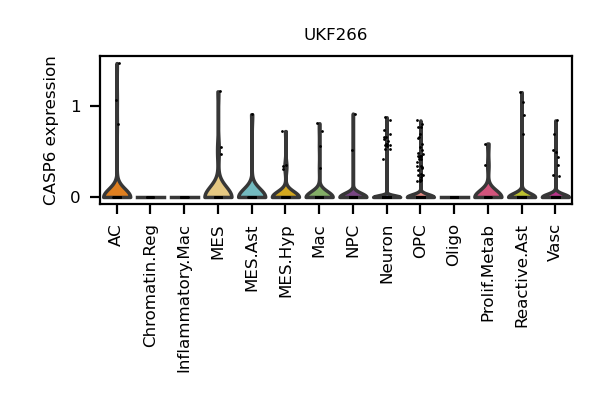 UKF266
CASP6 expression
1
0
AC
Chromatin.Reg
Inflammatory.Mac
MES
MES.Ast
MES.Hyp
Mac
NPC
Neuron
OPC
Oligo
Prolif.Metab
Reactive.Ast
Vasc